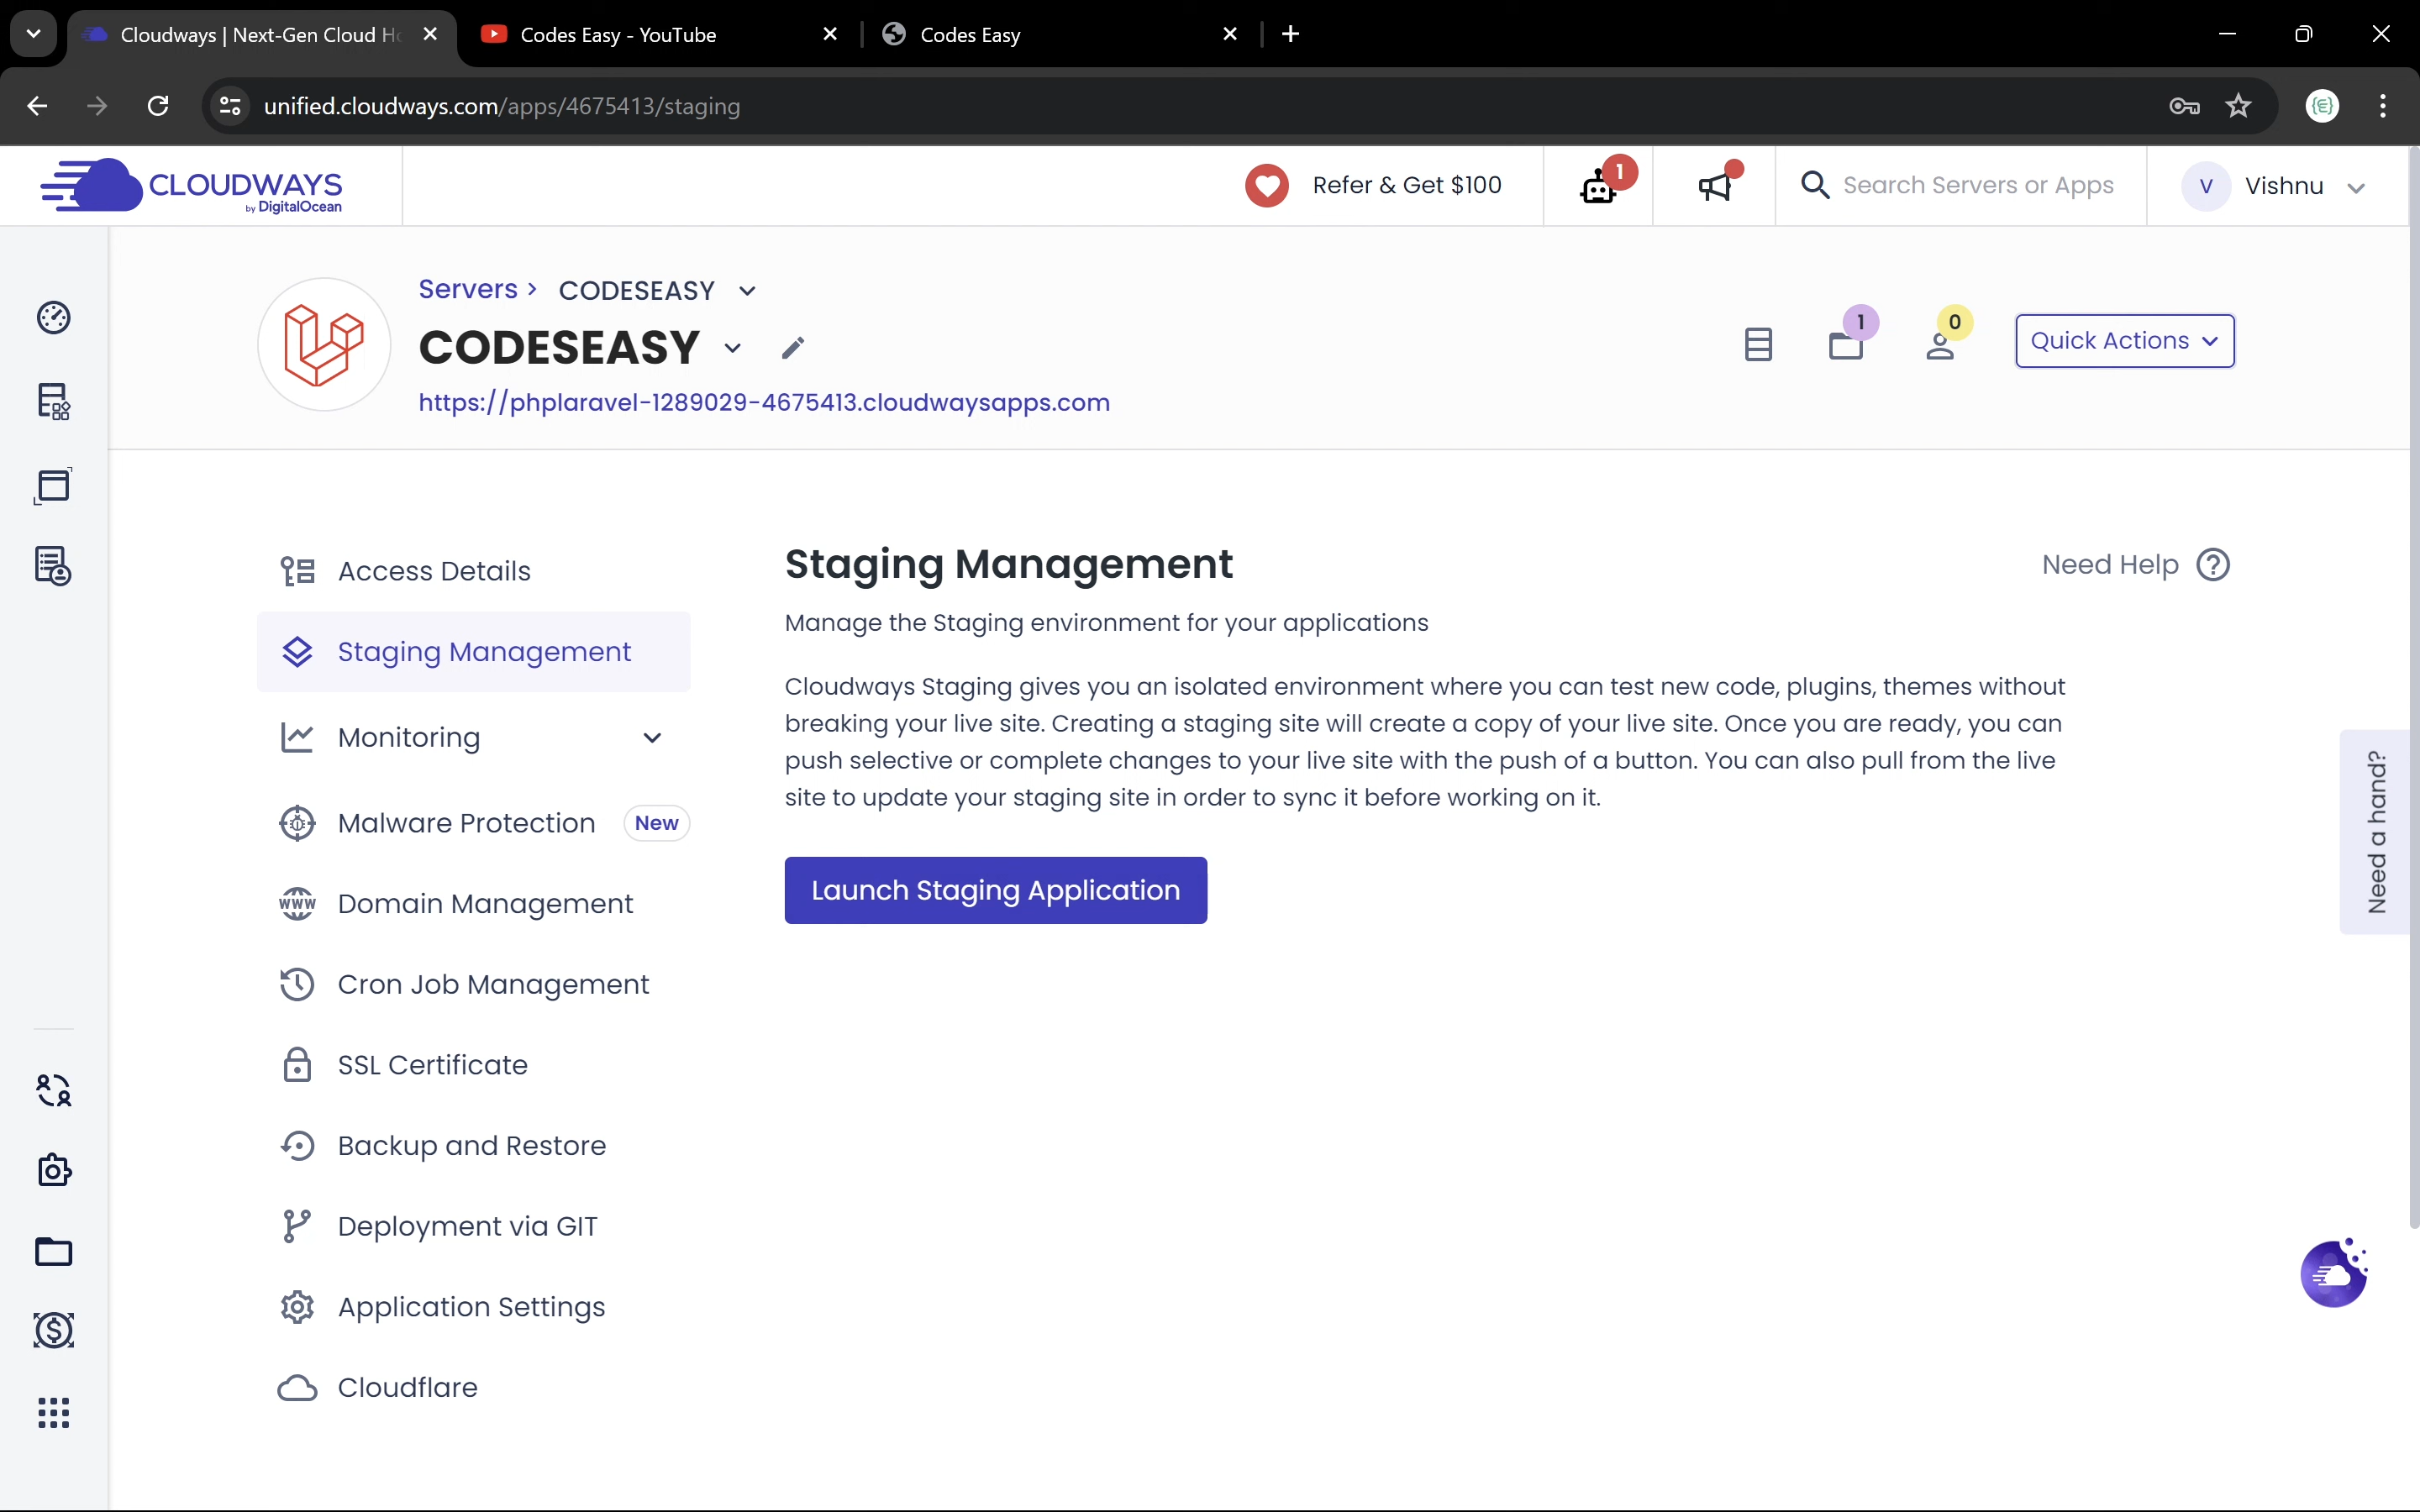 Cloudways | Next-Gen Cloud H
Codes Easy - YouTube
Codes Easy
unified.cloudways.com/apps/4675413/staging
CLOUDWAYS
by DigitalOcean
Refer & Get $100
1
Search Servers or Apps
V
Vishnu
Servers
CODESEASY
CODESEASY
https://phplaravel-1289029-4675413.cloudwaysapps.com
1
0
Quick Actions
Access Details
Staging Management
Monitoring
Malware Protection
New
WWW
Domain Management
Cron Job Management
SSL Certificate
Backup and Restore
Deployment via GIT
Application Settings
Cloudflare
Staging Management
Need Help
Manage the Staging environment for your applications
Cloudways Staging gives you an isolated environment where you can test new code, plugins, themes without
breaking your live site. Creating a staging site will create a copy of your live site. Once you are ready, you can
push selective or complete changes to your live site with the push of a button. You can also pull from the live
site to update your staging site in order to sync it before working on it.
Launch Staging Application
Need a hand?